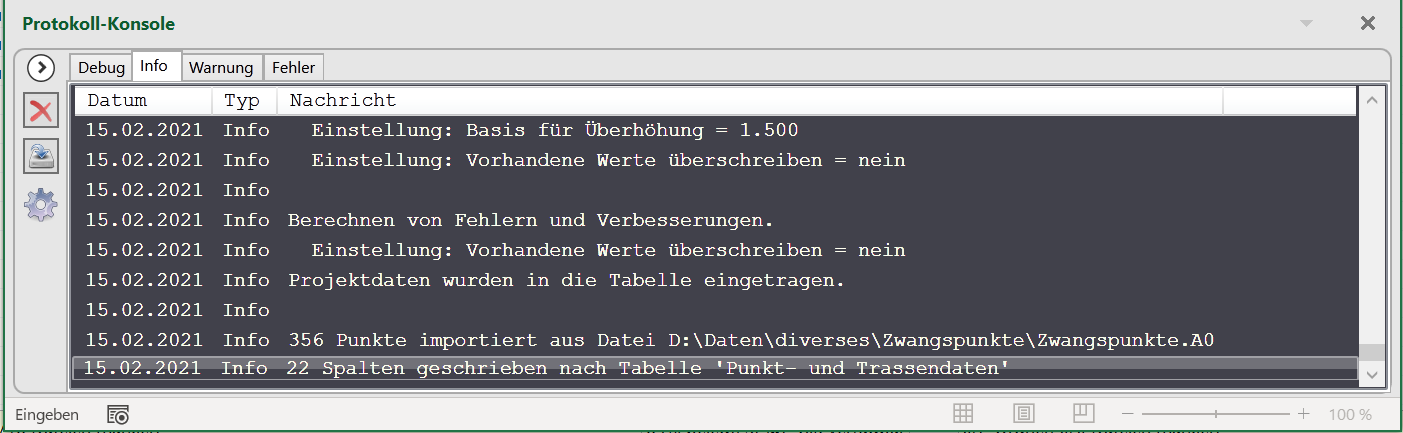 Protokoll-Konsole
Debug Info Warnung Fehler
Datum Typ Nachricht
15.02.2021 Info Einstellung: Basis für Überhöhung = 1.500
15.02.2021 Info Einstellung: Vorhandene Werte überschreiben = nein
15.02.2021 Info
15.02.2021 Info Berechnen von Fehlern und Verbesserungen.
15.02.2021 Info Einstellung: Vorhandene Werte überschreiben = nein
15.02.2021 Info Projektdaten wurden in die Tabelle eingetragen.
15.02.2021 Info
15.02.2021 Info 356 Punkte importiert aus Datei D:\Daten\diverses\Zwangspunkte\Zwangspunkte.A0
15.02.2021 Info 22 Spalten geschrieben nach Tabelle 'Punkt- und Trassendaten'
Eingeben 100 %